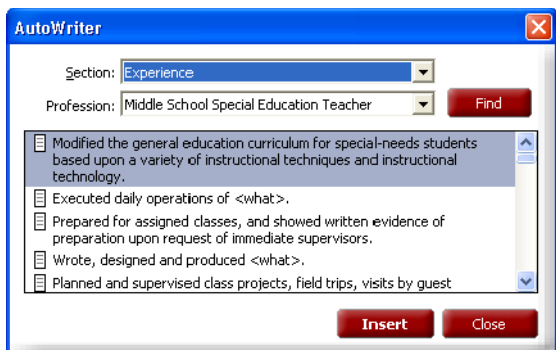 AutoWriter
Section: Experience
Profession: Middle School Special Education Teacher Find
Modified the general education curriculum for special-needs students
based upon a variety of instructional techniques and instructional
technology.
Executed daily operations of <what>.
Prepared for assigned classes, and showed written evidence of
preparation upon request of immediate supervisors.
Wrote, designed and produced <what>.
Planned and supervised class projects, field trips, visits by guest
Insert Close